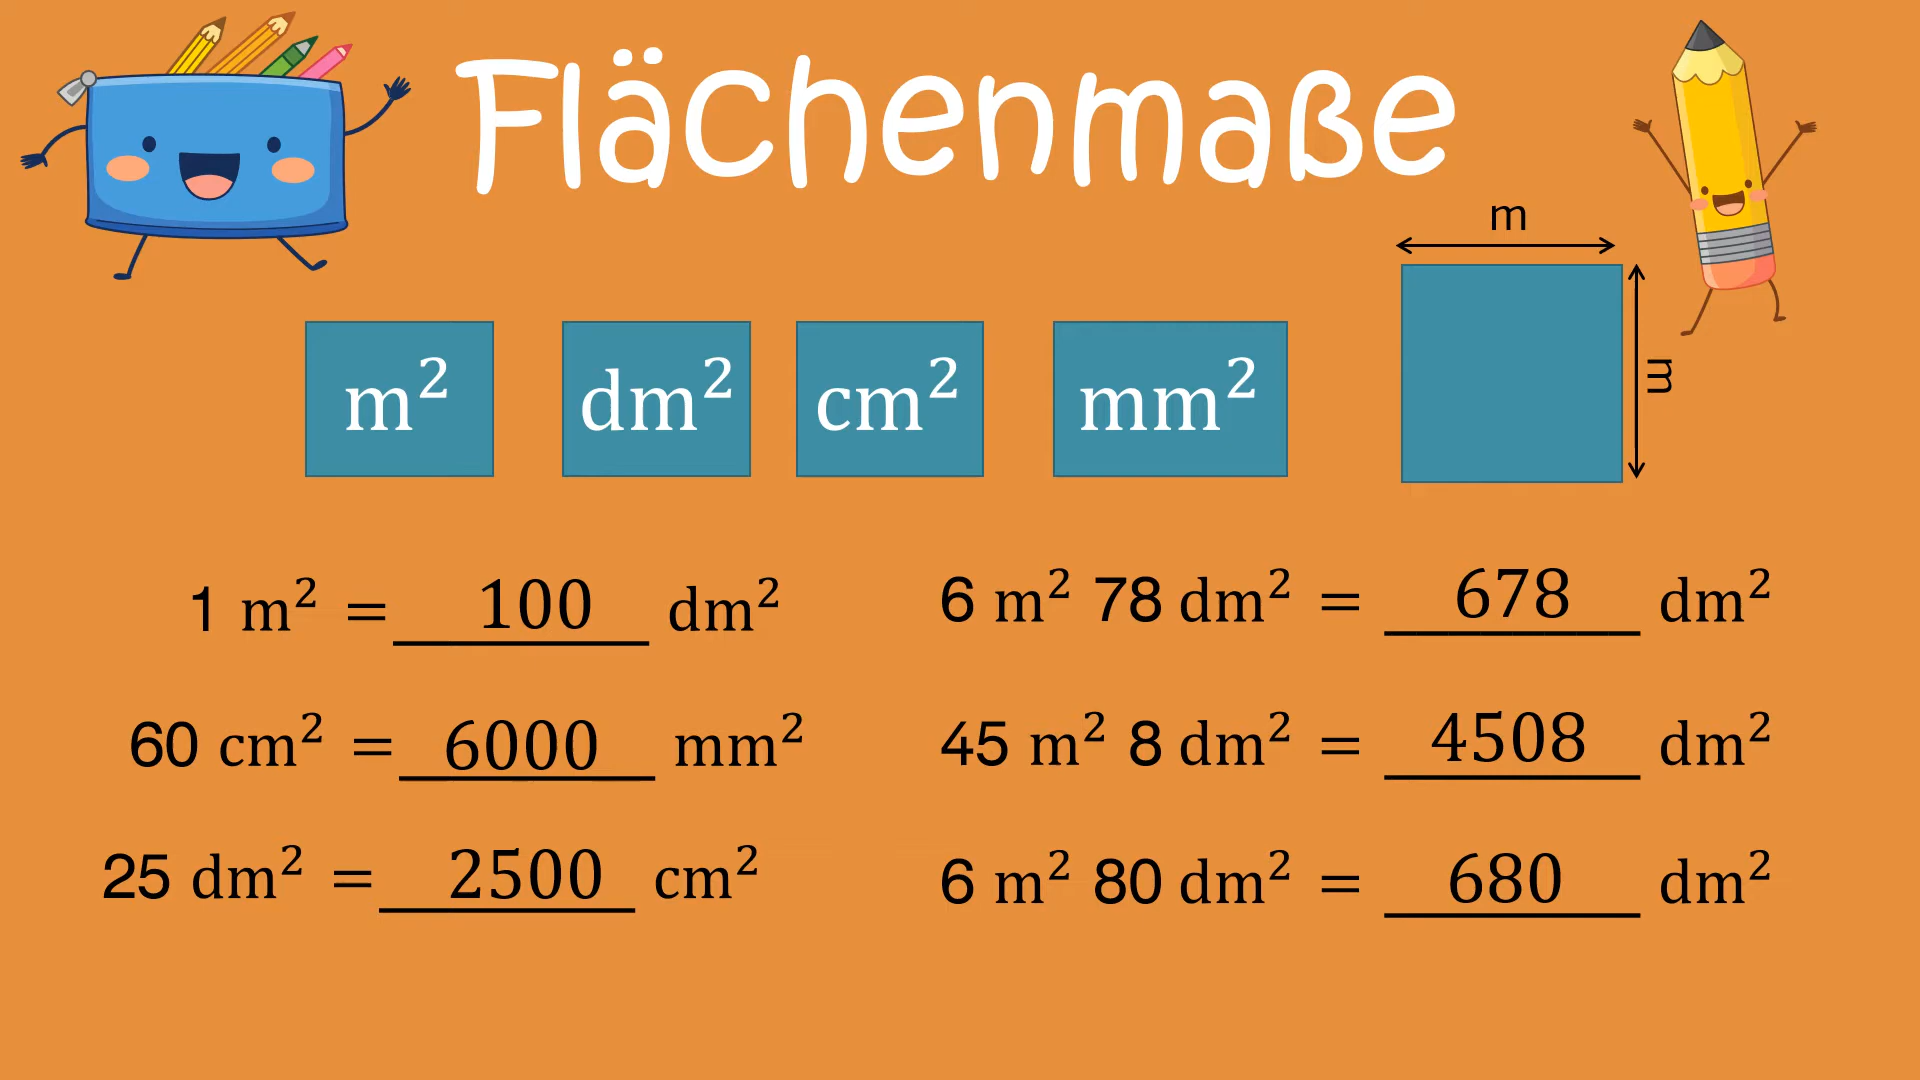 Flächenmaße
m
m
m² dm² cm² mm²
1 m² = 100 dm²
60 cm² = 6000 mm²
25 dm² = 2500 cm²
6 m² 78 dm² = 678 dm²
45 m² 8 dm² = 4508 dm²
6 m² 80 dm² = 680 dm²